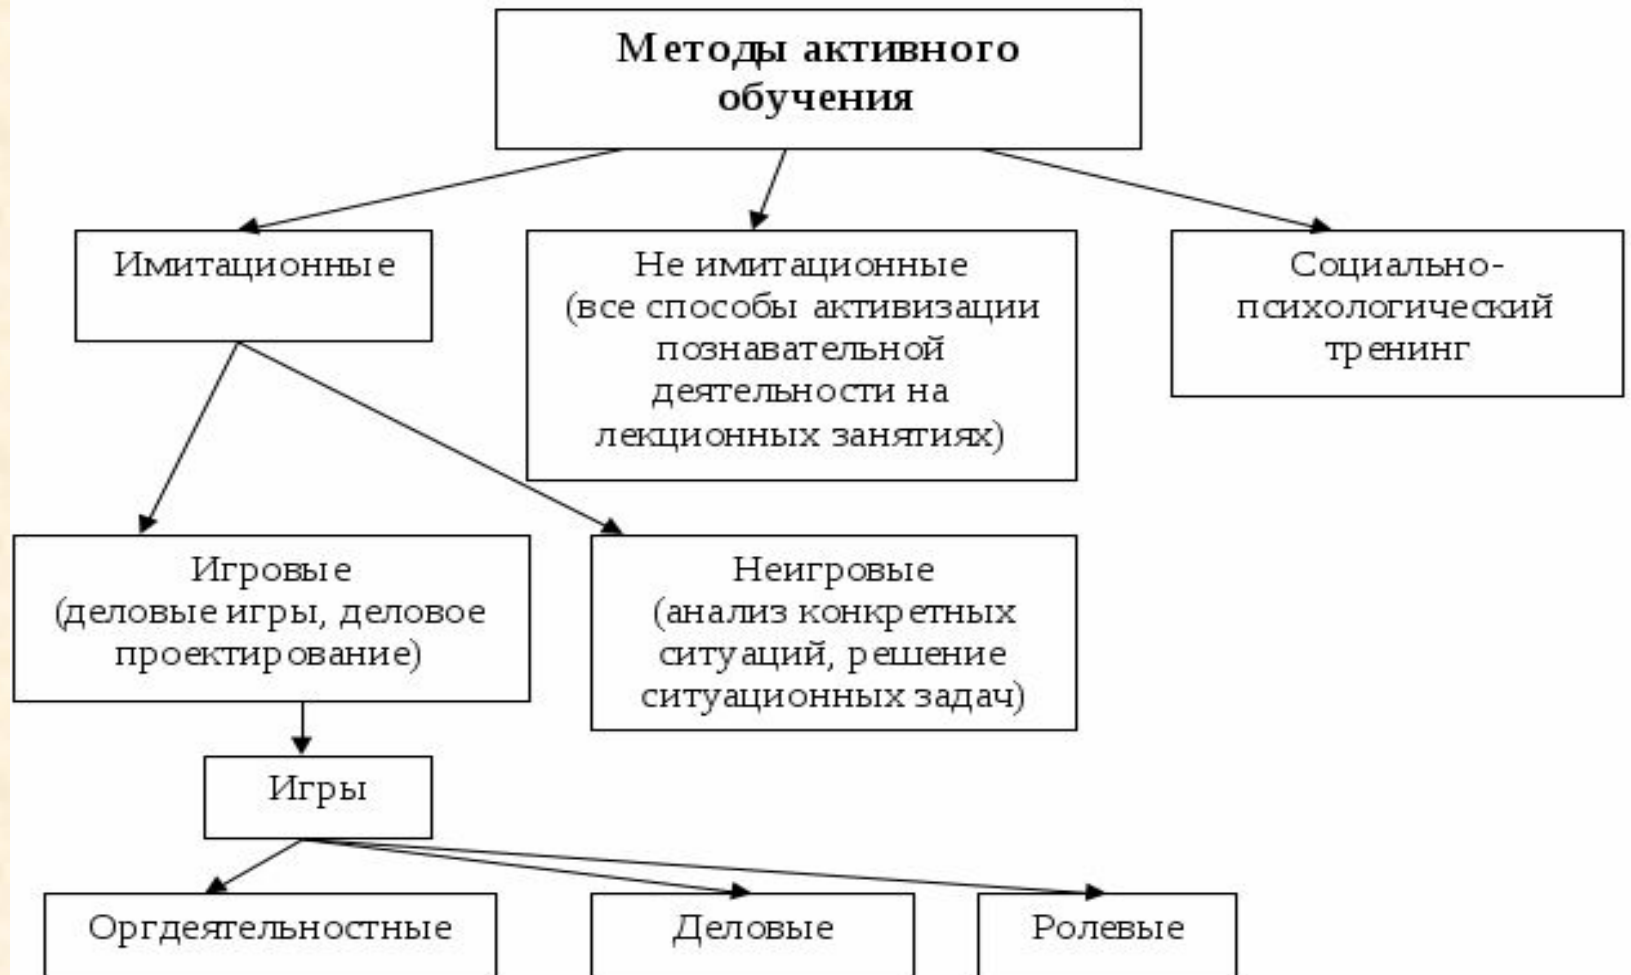 Методы активного
обучения
Имитационные
Не имитационные
(все способы активизации
познавательной
деятельности на
лекционных занятиях)
Социально-
психологический
тренинг
Игровые
(деловые игры, деловое
проектирование)
Неигровые
(анализ конкретных
ситуаций, решение
ситуационных задач)
Игры
Оргдеятельностные
Деловые
Ролевые